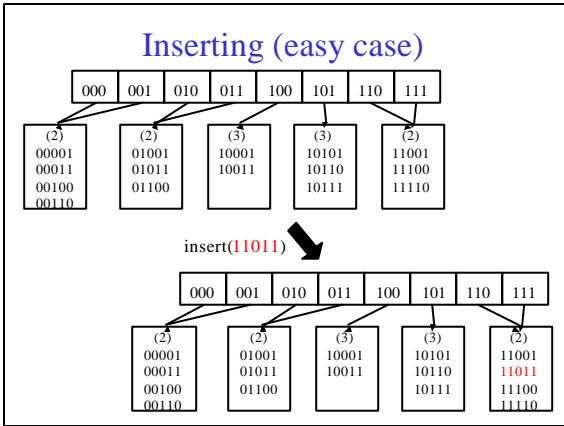 Inserting (easy case)
000 001 010 011 100 101 110 111
(2) (2) (3) (3) (2)
00001 01001 10001 10101 11001
00011 01011 10011 10110 11100
00100 01100 10111 11110
00110
insert(11011)
000 001 010 011 100 101 110 111
(2) (2) (3) (3) (2)
00001 01001 10001 10101 11001
00011 01011 10011 10110 11011
00100 01100 10111 11100
00110 11110